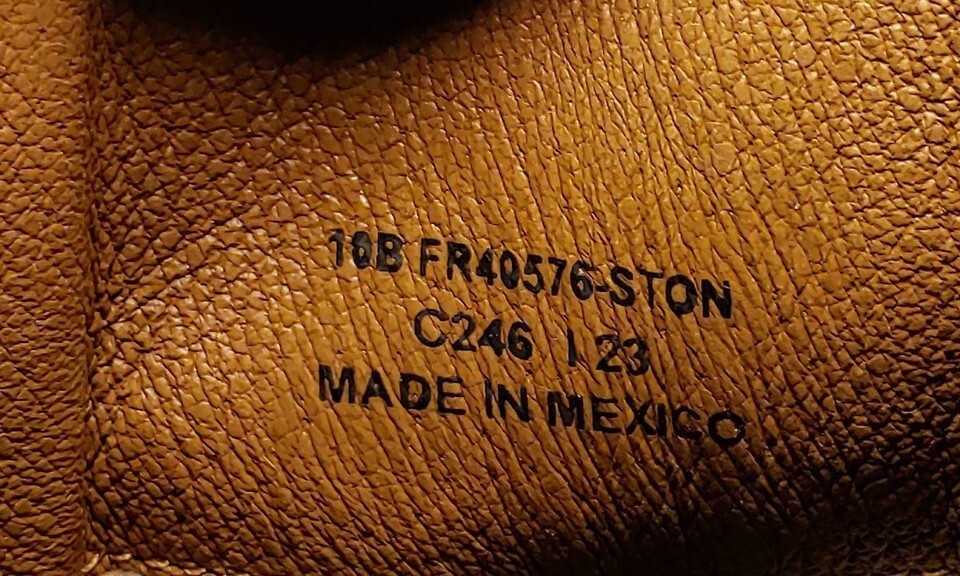 10B FR40576-STON
C246 I 23
MADE IN MEXICO